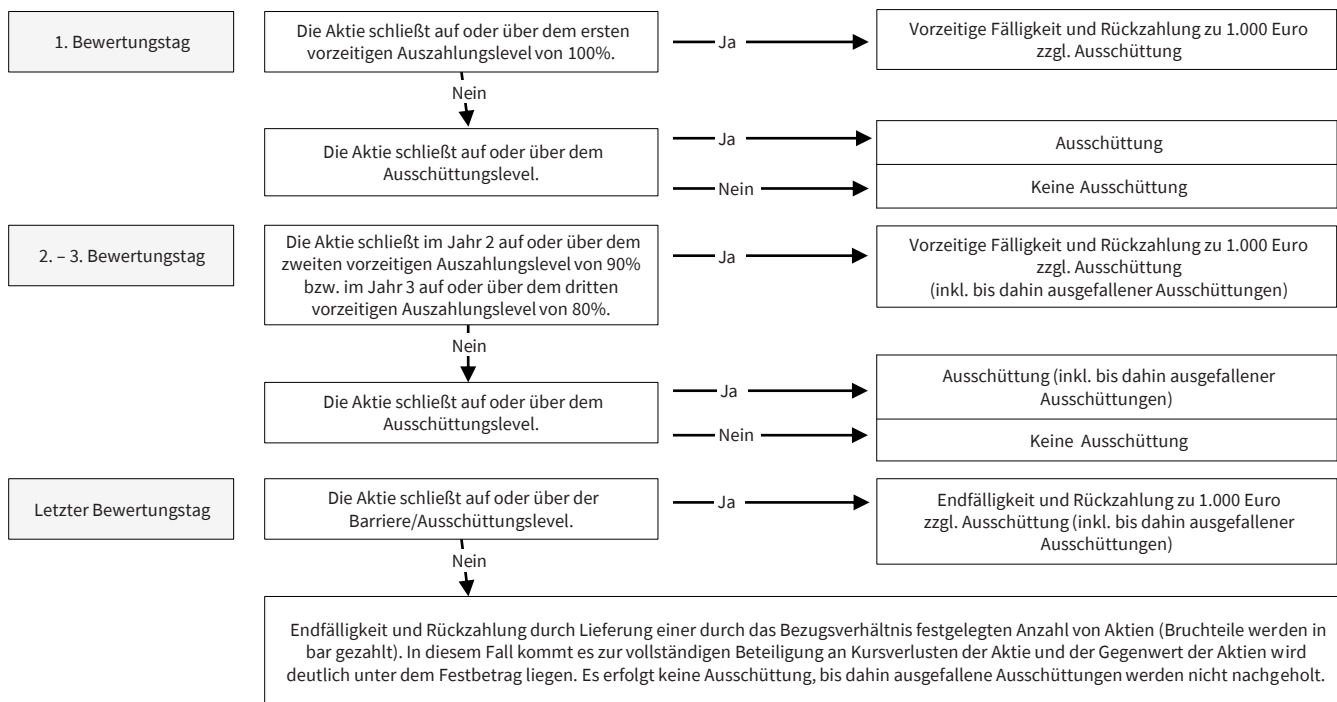 1. Bewertungstag
Die Aktie schließt auf oder über dem ersten
vorzeitigen Auszahlungslevel von 100%.
Ja
Vorzeitige Fälligkeit und Rückzahlung zu 1.000 Euro
zzgl. Ausschüttung
Nein
Die Aktie schließt auf oder über dem
Ausschüttungslevel.
Ja
Ausschüttung
Nein
Keine Ausschüttung
2. – 3. Bewertungstag
Die Aktie schließt im Jahr 2 auf oder über dem
zweiten vorzeitigen Auszahlungslevel von 90%
bzw. im Jahr 3 auf oder über dem dritten
vorzeitigen Auszahlungslevel von 80%.
Ja
Vorzeitige Fälligkeit und Rückzahlung zu 1.000 Euro
zzgl. Ausschüttung
(inkl. bis dahin ausgefallener Ausschüttungen)
Nein
Die Aktie schließt auf oder über dem
Ausschüttungslevel.
Ja
Ausschüttung (inkl. bis dahin ausgefallener
Ausschüttungen)
Nein
Keine Ausschüttung
Letzter Bewertungstag
Die Aktie schließt auf oder über der
Barriere/Ausschüttungslevel.
Ja
Endfälligkeit und Rückzahlung zu 1.000 Euro
zzgl. Ausschüttung (inkl. bis dahin ausgefallener
Ausschüttungen)
Nein
Endfälligkeit und Rückzahlung durch Lieferung einer durch das Bezugsverhältnis festgelegten Anzahl von Aktien (Bruchteile werden in
bar gezahlt). In diesem Fall kommt es zur vollständigen Beteiligung an Kursverlusten der Aktie und der Gegenwert der Aktien wird
deutlich unter dem Festbetrag liegen. Es erfolgt keine Ausschüttung, bis dahin ausgefallene Ausschüttungen werden nicht nachgeholt.